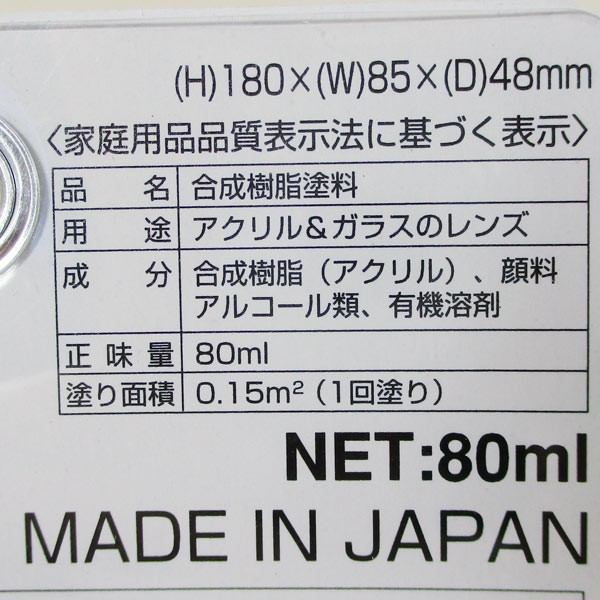 (H)180×(W)85×(D)48mm
〈家庭用品品質表示法に基づく表示〉
品名 合成樹脂塗料
用途 アクリル&ガラスのレンズ
成分 合成樹脂（アクリル）、顔料
アルコール類、有機溶剤
正味量 80ml
塗り面積 0.15m²（1回塗り）
NET:80ml
MADE IN JAPAN